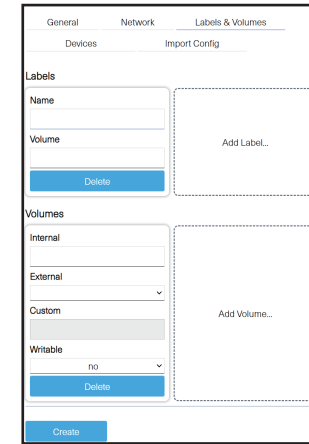 General Network Labels & Volumes
Devices Import Config
Labels
Name
Volume
Delete
Add Label...
Volumes
Internal
External
Custom
Writable
no
Delete
Add Volume...
Create